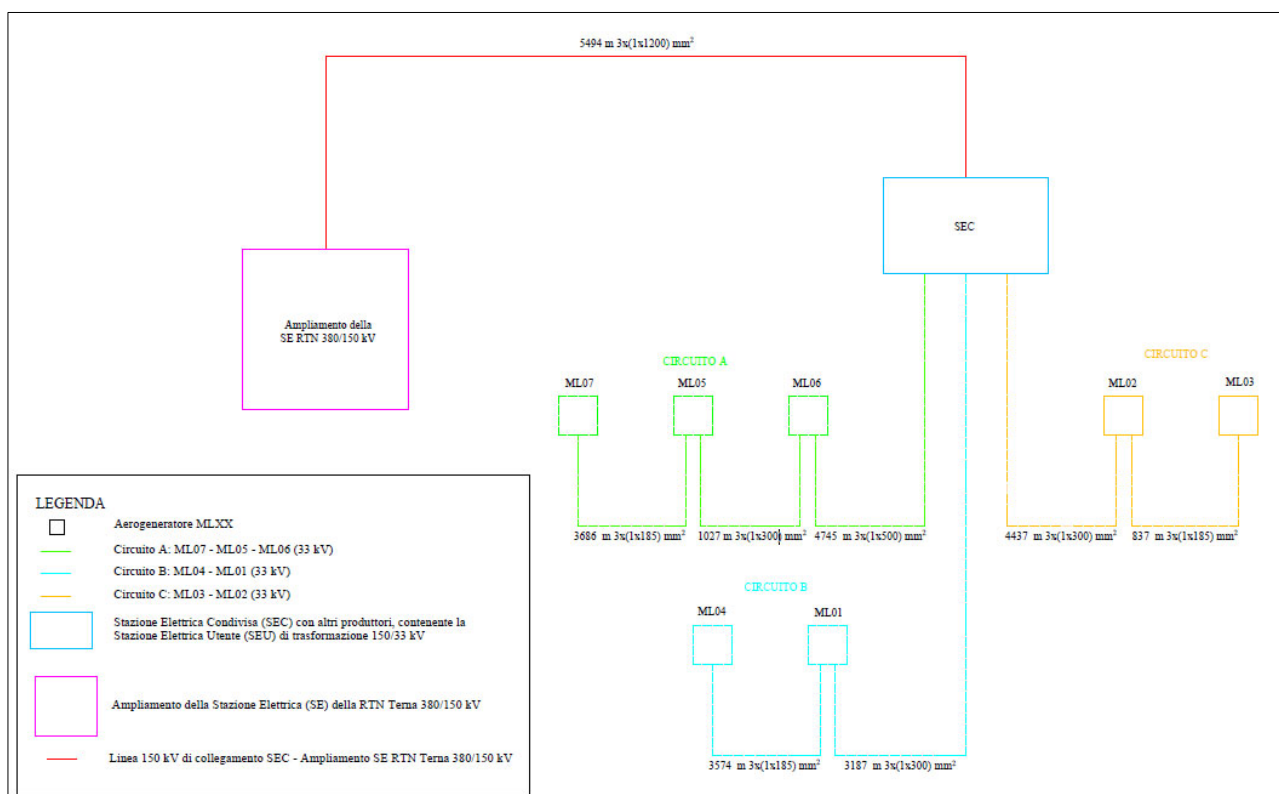 5494 m 3x(1x1200) mm²
SEC
Ampliamento della
SE RTN 380/150 kV
CIRCUITO A
CIRCUITO C
ML07
ML05
ML06
ML02
ML03
3686 m 3x(1x185) mm²
1027 m 3x(1x300) mm²
4745 m 3x(1x500) mm²
4437 m 3x(1x300) mm²
837 m 3x(1x185) mm²
CIRCUITO B
ML04
ML01
3574 m 3x(1x185) mm²
3187 m 3x(1x300) mm²
LEGENDA
Aerogeneratore MLXX
Circuito A: ML07 - ML05 - ML06 (33 kV)
Circuito B: ML04 - ML01 (33 kV)
Circuito C: ML03 - ML02 (33 kV)
Stazione Elettrica Condivisa (SEC) con altri produttori, contenente la
Stazione Elettrica Utente (SEU) di trasformazione 150/33 kV
Ampliamento della Stazione Elettrica (SE) della RTN Terna 380/150 kV
Linea 150 kV di collegamento SEC - Ampliamento SE RTN Terna 380/150 kV